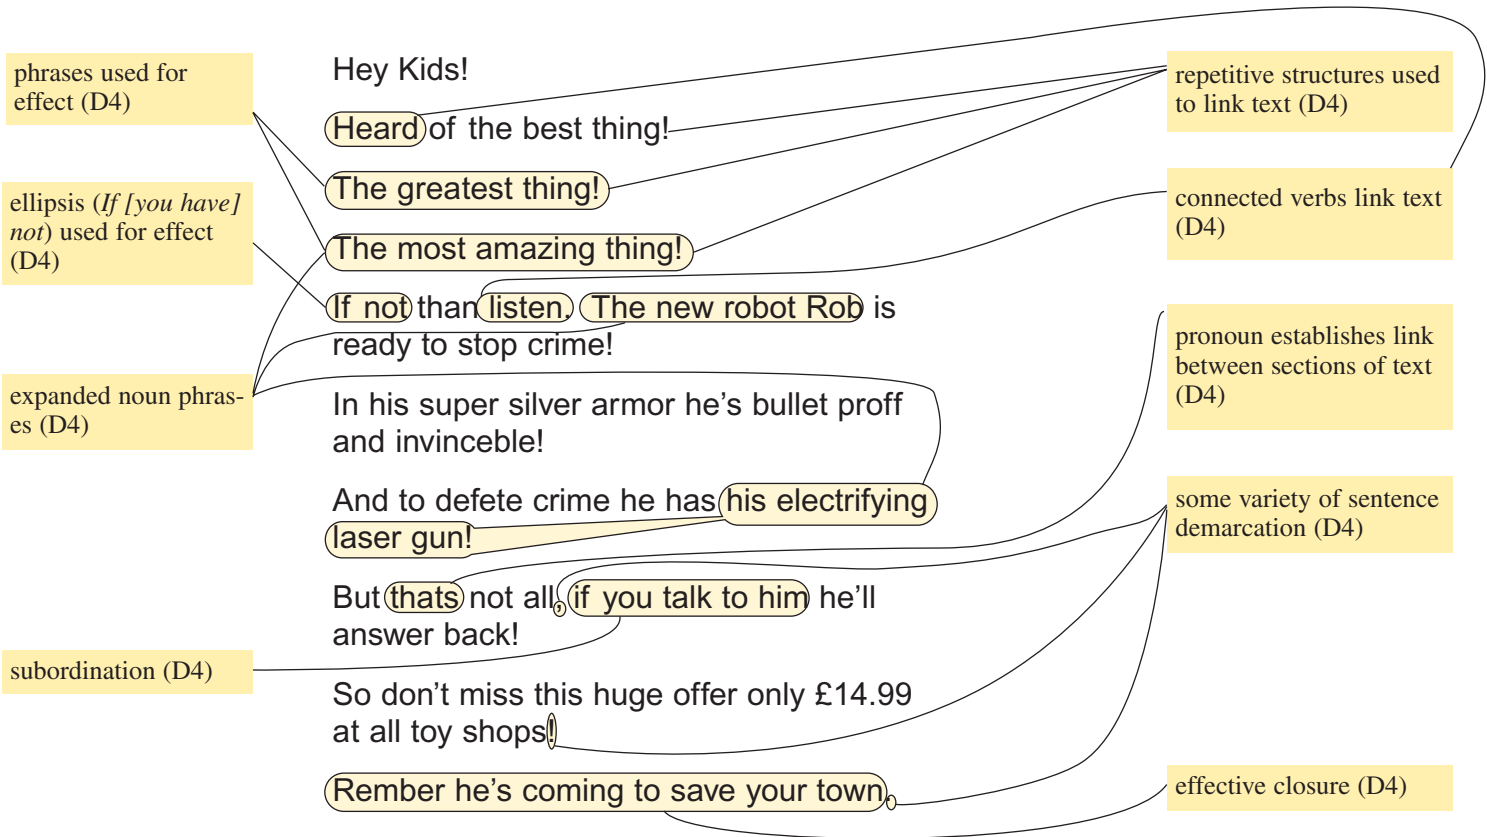 phrases used for
effect (D4)
ellipsis (If [you have]
not) used for effect
(D4)
expanded noun phras-
es (D4)
subordination (D4)
Hey Kids!
Heard of the best thing!
The greatest thing!
The most amazing thing!
If not than listen. The new robot Rob is
ready to stop crime!
In his super silver armor he's bullet proff
and invinceble!
And to defete crime he has his electrifying
laser gun!
But thats not all, if you talk to him he'll
answer back!
So don't miss this huge offer only £14.99
at all toy shops!
Rember he's coming to save your town.
repetitive structures used
to link text (D4)
connected verbs link text
(D4)
pronoun establishes link
between sections of text
(D4)
some variety of sentence
demarcation (D4)
effective closure (D4)